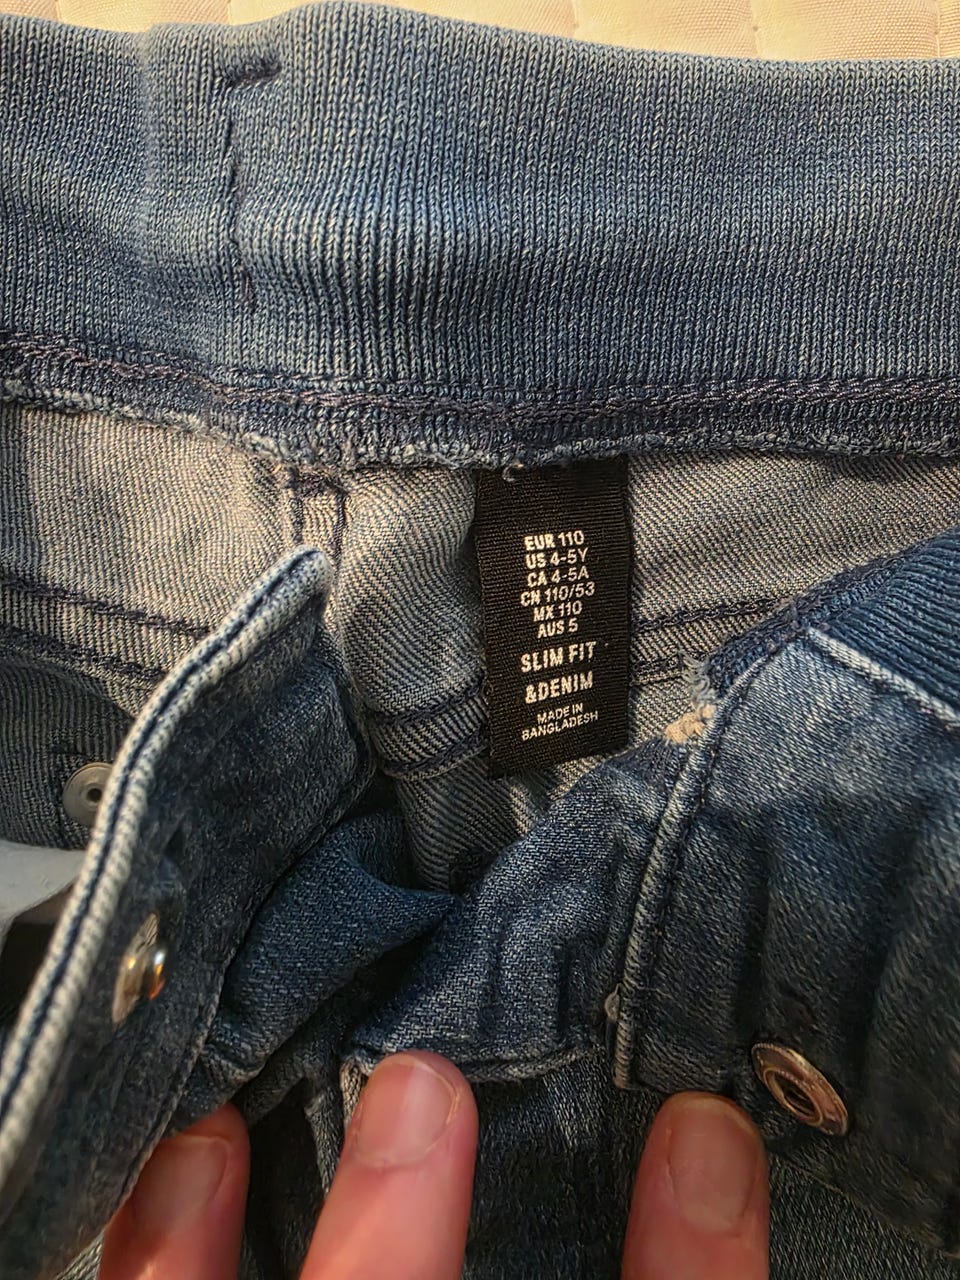 EUR 110
US 4-5Y
CA 4-5A
CN 110/53
MX 110
AUS 5
SLIM FIT
&DENIM
MADE IN
BANGLADESH